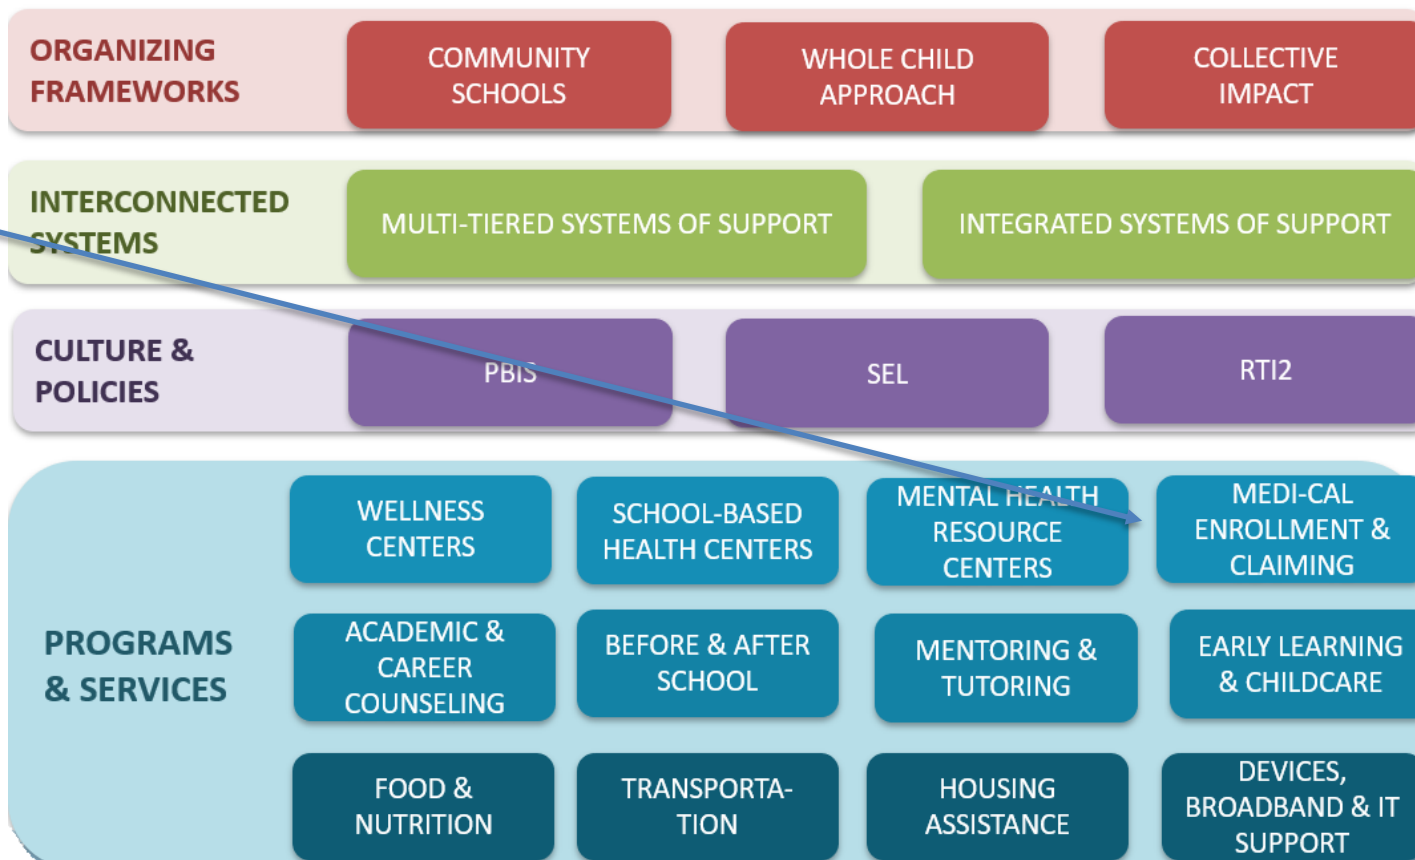 ORGANIZING
FRAMEWORKS
COMMUNITY
SCHOOLS
WHOLE CHILD
APPROACH
COLLECTIVE
IMPACT
INTERCONNECTED
SYSTEMS
MULTI-TIERED SYSTEMS OF SUPPORT
INTEGRATED SYSTEMS OF SUPPORT
CULTURE &
POLICIES
PBIS
SEL
RTI2
PROGRAMS
& SERVICES
WELLNESS
CENTERS
SCHOOL-BASED
HEALTH CENTERS
MENTAL HEALTH
RESOURCE
CENTERS
MEDI-CAL
ENROLLMENT &
CLAIMING
ACADEMIC &
CAREER
COUNSELING
BEFORE & AFTER
SCHOOL
MENTORING &
TUTORING
EARLY LEARNING
& CHILDCARE
FOOD &
NUTRITION
TRANSPORTA-
TION
HOUSING
ASSISTANCE
DEVICES,
BROADBAND & IT
SUPPORT